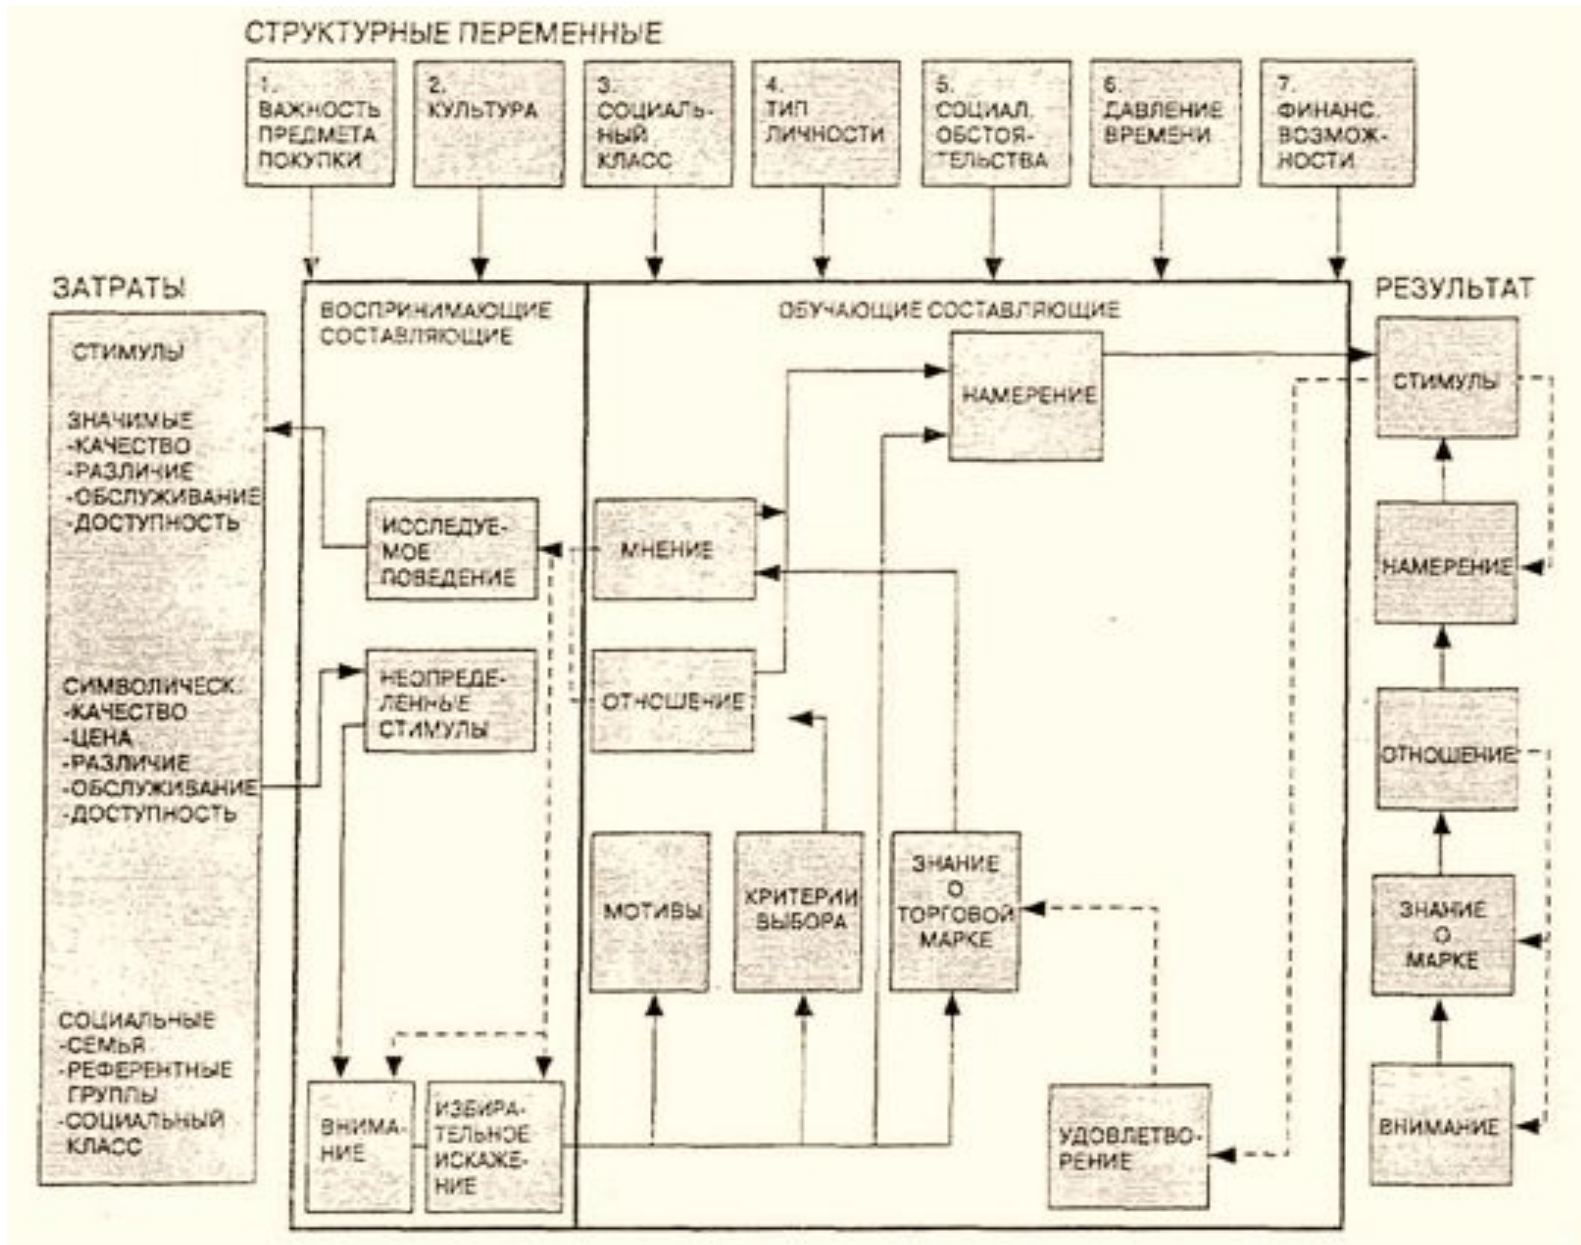 СТРУКТУРНЫЕ ПЕРЕМЕННЫЕ
1.
ВАЖНОСТЬ
ПРЕДМЕТА
ПОКУПКИ
2.
КУЛЬТУРА
3.
СОЦИАЛЬ-
НЫЙ
КЛАСС
4.
ТИП
ЛИЧНОСТИ
5.
СОЦИАЛ.
ОБСТОЯ-
ТЕЛЬСТВА
6.
ДАВЛЕНИЕ
ВРЕМЕНИ
7.
ФИНАНС.
ВОЗМОЖ-
НОСТИ
ЗАТРАТЫ
СТИМУЛЫ
ЗНАЧИМЫЕ
-КАЧЕСТВО
-РАЗЛИЧИЕ
-ОБСЛУЖИВАНИЕ
-ДОСТУПНОСТЬ
СИМВОЛИЧЕСК.
-КАЧЕСТВО
-ЦЕНА
-РАЗЛИЧИЕ
-ОБСЛУЖИВАНИЕ
-ДОСТУПНОСТЬ
СОЦИАЛЬНЫЕ
-СЕМЬЯ
-РЕФЕРЕНТНЫЕ
ГРУППЫ
-СОЦИАЛЬНЫЙ
КЛАСС
ВОСПРИНИМАЮЩИЕ
СОСТАВЛЯЮЩИЕ
ИССЛЕДУЕ-
МОЕ
ПОВЕДЕНИЕ
НЕОПРЕДЕ-
ЛЕННЫЕ
СТИМУЛЫ
ВНИМА-
НИЕ
ИЗБИРА-
ТЕЛЬНОЕ
ИСКАЖЕ-
НИЕ
ОБУЧАЮЩИЕ СОСТАВЛЯЮЩИЕ
НАМЕРЕНИЕ
МНЕНИЕ
ОТНОШЕНИЕ
МОТИВЫ
КРИТЕРИИ
ВЫБОРА
ЗНАНИЕ
О
ТОРГОВОЙ
МАРКЕ
УДОВЛЕТВО-
РЕНИЕ
РЕЗУЛЬТАТ
СТИМУЛЫ
НАМЕРЕНИЕ
ОТНОШЕНИЕ
ЗНАНИЕ
О
МАРКЕ
ВНИМАНИЕ